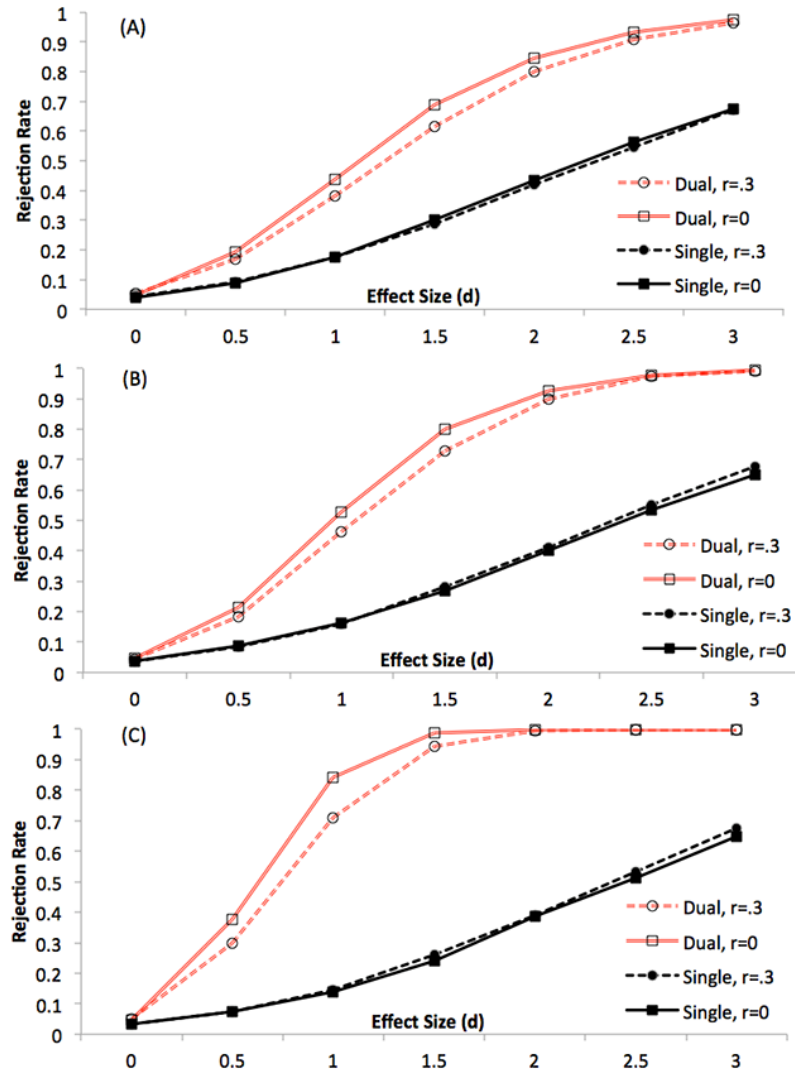 (A)
Rejection Rate
1
0.9
0.8
0.7
0.6
0.5
0.4
0.3
0.2
0.1
0
Dual, r=.3
Dual, r=0
Single, r=.3
Single, r=0
Effect Size (d)
0 0.5 1 1.5 2 2.5 3
(B)
Rejection Rate
1
0.9
0.8
0.7
0.6
0.5
0.4
0.3
0.2
0.1
0
Dual, r=.3
Dual, r=0
Single, r=.3
Single, r=0
Effect Size (d)
0 0.5 1 1.5 2 2.5 3
(C)
Rejection Rate
1
0.9
0.8
0.7
0.6
0.5
0.4
0.3
0.2
0.1
0
Dual, r=.3
Dual, r=0
Single, r=.3
Single, r=0
Effect Size (d)
0 0.5 1 1.5 2 2.5 3